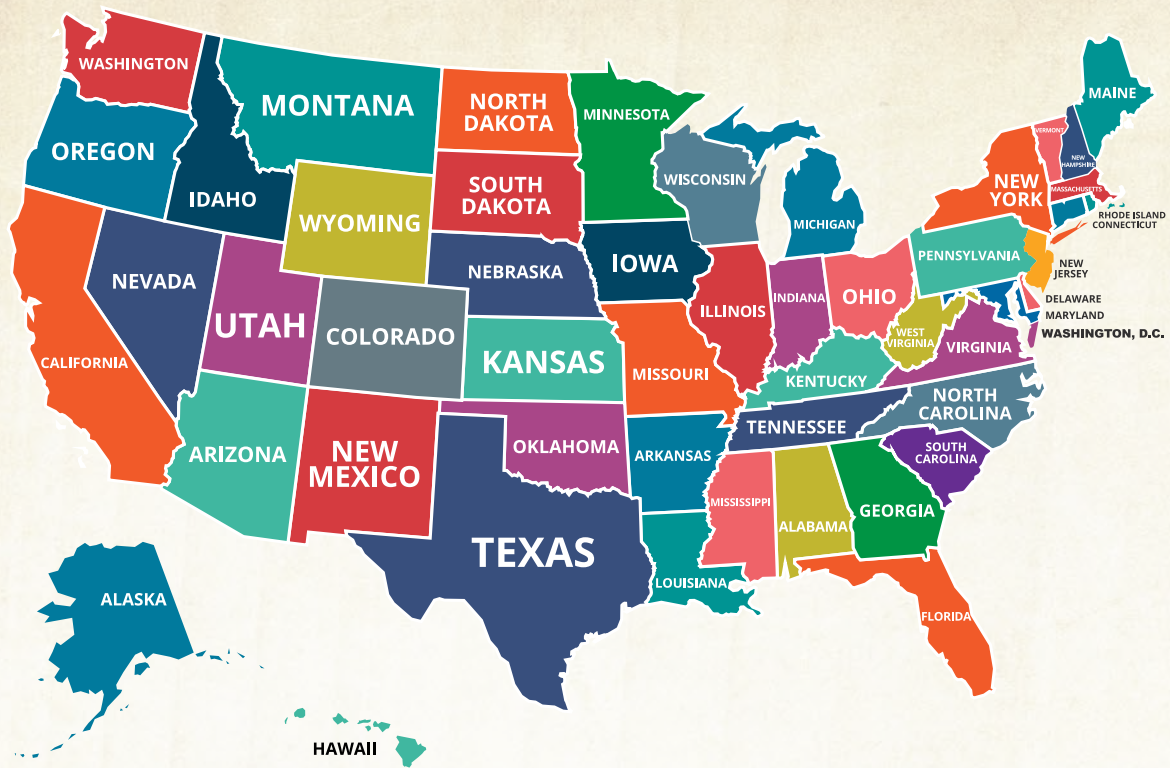 WASHINGTON
OREGON
IDAHO
MONTANA
NORTH
DAKOTA
MINNESOTA
SOUTH
DAKOTA
WYOMING
WISCONSIN
MICHIGAN
MAINE
VERMONT
NEW
HAMPSHIRE
MASSACHUSETTS
NEW
YORK
RHODE ISLAND
CONNECTICUT
NEVADA
UTAH
CALIFORNIA
COLORADO
NEBRASKA
IOWA
KANSAS
MISSOURI
ILLINOIS
INDIANA
OHIO
PENNSYLVANIA
NEW
JERSEY
DELAWARE
MARYLAND
WASHINGTON, D.C.
WEST
VIRGINIA
VIRGINIA
KENTUCKY
NORTH
CAROLINA
TENNESSEE
SOUTH
CAROLINA
ARIZONA
NEW
MEXICO
OKLAHOMA
ARKANSAS
MISSISSIPPI
ALABAMA
GEORGIA
TEXAS
LOUISIANA
FLORIDA
ALASKA
HAWAII